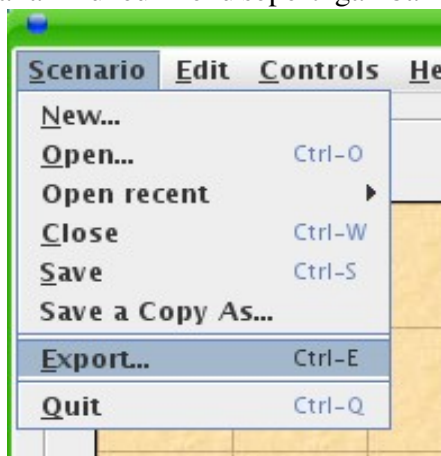 Scenario Edit Controls
New...
Open... Ctrl-O
Open recent
Close Ctrl-W
Save Ctrl-S
Save a Copy As...
Export... Ctrl-E
Quit Ctrl-Q